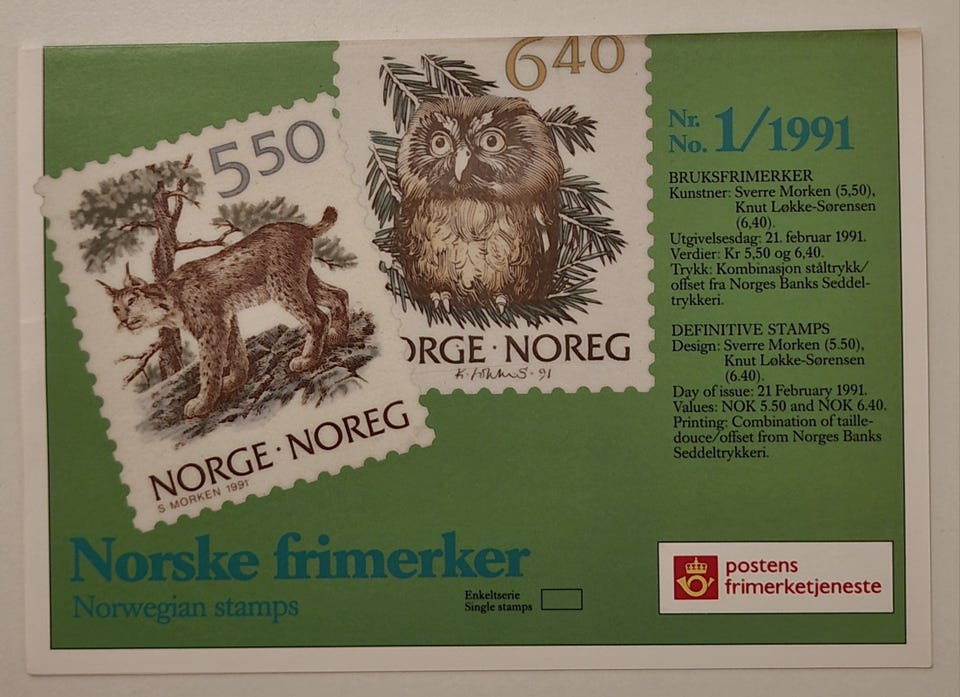 550
NORGE · NOREG
S MORKEN 1991
640
ORGE · NOREG
91
Nr.
No. 1/1991
BRUKSFRIMERKER
Kunstner: Sverre Morken (5,50),
Knut Løkke-Sørensen
(6,40).
Utgivelsesdag: 21. februar 1991.
Verdier: Kr 5,50 og 6,40.
Trykk: Kombinasjon ståltrykk/
offset fra Norges Banks Seddel-
trykkeri.
DEFINITIVE STAMPS
Design: Sverre Morken (5.50),
Knut Løkke-Sørensen
(6.40).
Day of issue: 21 February 1991.
Values: NOK 5.50 and NOK 6.40.
Printing: Combination of taille-
douce/offset from Norges Banks
Seddeltrykkeri.
Norske frimerker
Norwegian stamps
Enkeltserie
Single stamps
postens
frimerketjeneste